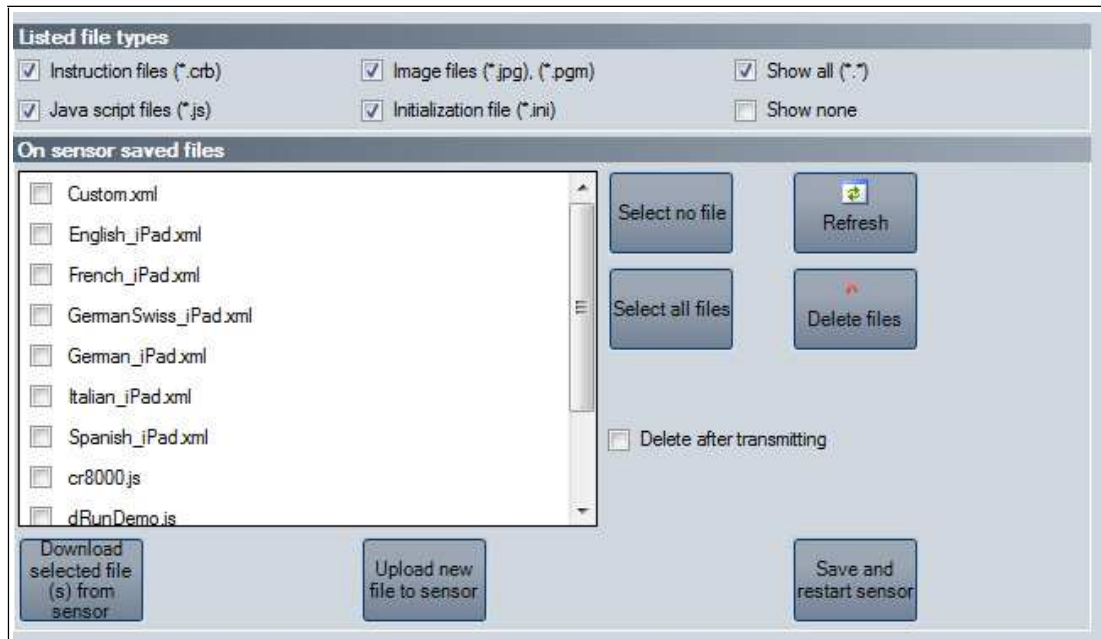 Listed file types
Instruction files (*.crb)
Image files (*.jpg), (*.pgm)
Show all (*.*)
Java script files (*.js)
Initialization file (*.ini)
Show none
On sensor saved files
Custom.xml
English_iPad.xml
French_iPad.xml
GermanSwiss_iPad.xml
German_iPad.xml
Italian_iPad.xml
Spanish_iPad.xml
cr8000.js
dRunDemo.js
Select no file
Refresh
Select all files
Delete files
Delete after transmitting
Download
selected file
(s) from
sensor
Upload new
file to sensor
Save and
restart sensor